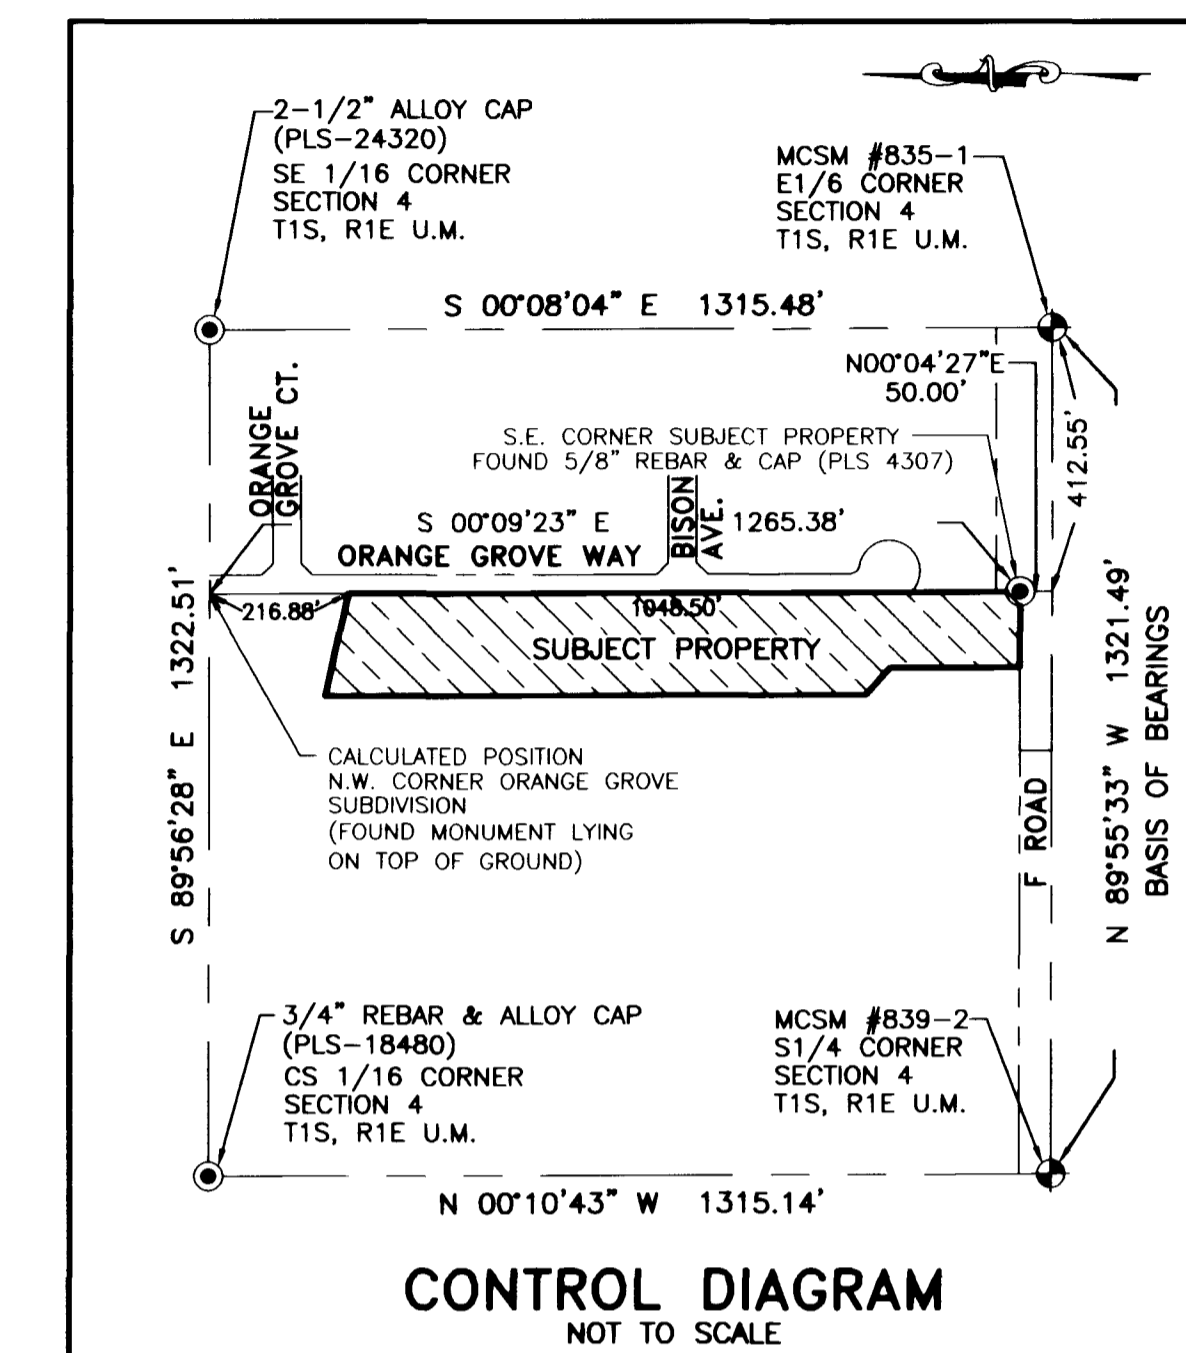 2-1/2" ALLOY CAP
(PLS-24320)
SE 1/16 CORNER
SECTION 4
T1S, R1E U.M.
MCSM #835-1
E1/6 CORNER
SECTION 4
T1S, R1E U.M.
S 00°08'04" E 1315.48'
N00°04'27"E
50.00'
412.55'
ORANGE
GROVE CT.
S.E. CORNER SUBJECT PROPERTY
FOUND 5/8" REBAR & CAP (PLS 4307)
BISON
AVE.
S 00°09'23" E 1265.38'
ORANGE GROVE WAY
216.88'
1048.50'
SUBJECT PROPERTY
S 89°56'28" E 1322.51'
N 89°55'33" W 1321.49'
BASIS OF BEARINGS
CALCULATED POSITION
N.W. CORNER ORANGE GROVE
SUBDIVISION
(FOUND MONUMENT LYING
ON TOP OF GROUND)
F ROAD
3/4" REBAR & ALLOY CAP
(PLS-18480)
CS 1/16 CORNER
SECTION 4
T1S, R1E U.M.
MCSM #839-2
S1/4 CORNER
SECTION 4
T1S, R1E U.M.
N 00°10'43" W 1315.14'
CONTROL DIAGRAM
NOT TO SCALE